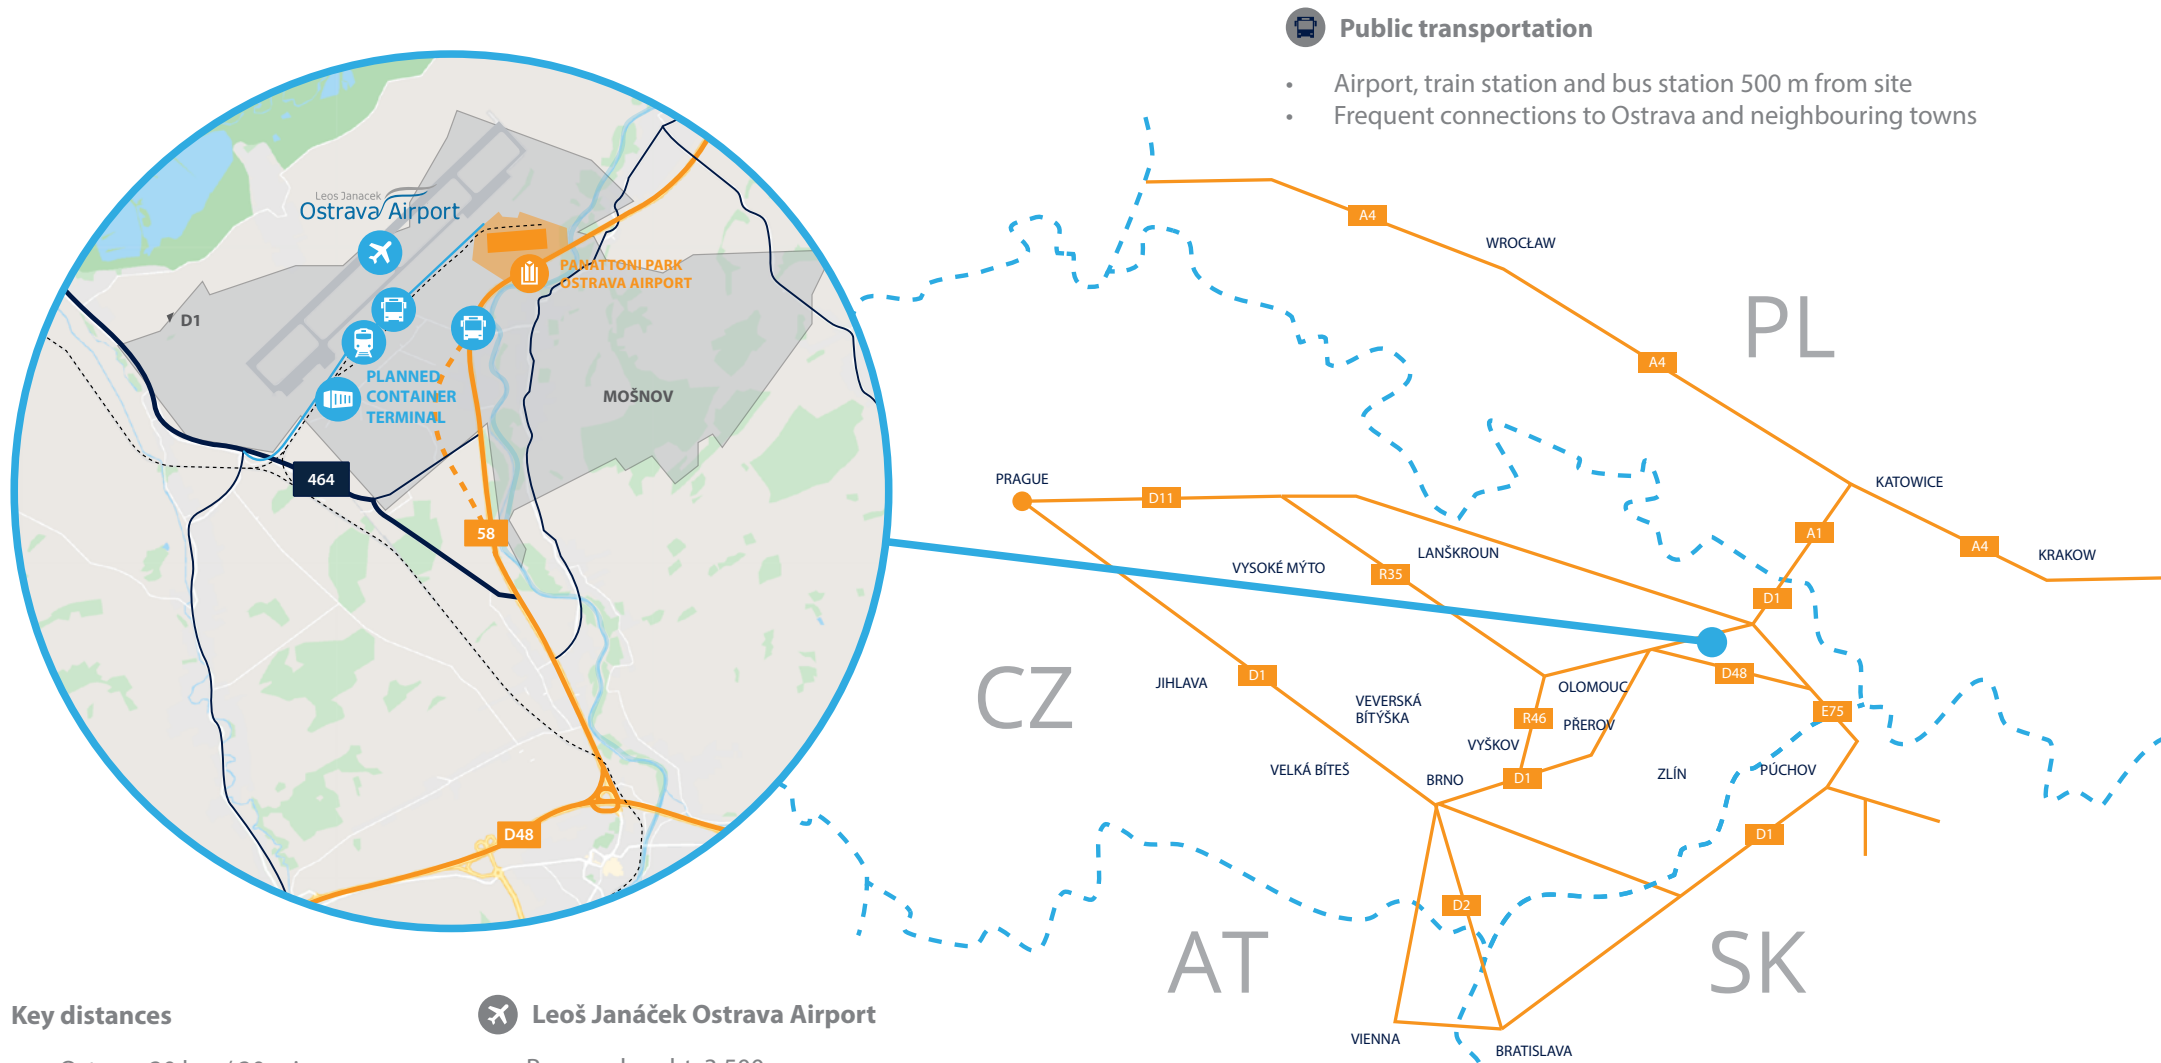 Public transportation
• Airport, train station and bus station 500 m from site
• Frequent connections to Ostrava and neighbouring towns
Leos Janacek
Ostrava Airport
PANATTONI PARK
OSTRAVA AIRPORT
D1
PLANNED
CONTAINER
TERMINAL
MOŠNOV
464
58
D48
A4
WROCŁAW
PL
A4
PRAGUE
D11
KATOWICE
A1
A4
KRAKOW
LANŠKROUN
VYSOKÉ MÝTO
R35
D1
CZ
JIHLAVA
D1
OLOMOUC
D48
VEVERSKÁ
BÍTÝŠKA
R46
PŘEROV
E75
VYŠKOV
VELKÁ BÍTEŠ
BRNO
D1
ZLÍN
PÚCHOV
D1
D2
AT
SK
VIENNA
BRATISLAVA
Key distances
Leoš Janáček Ostrava Airport